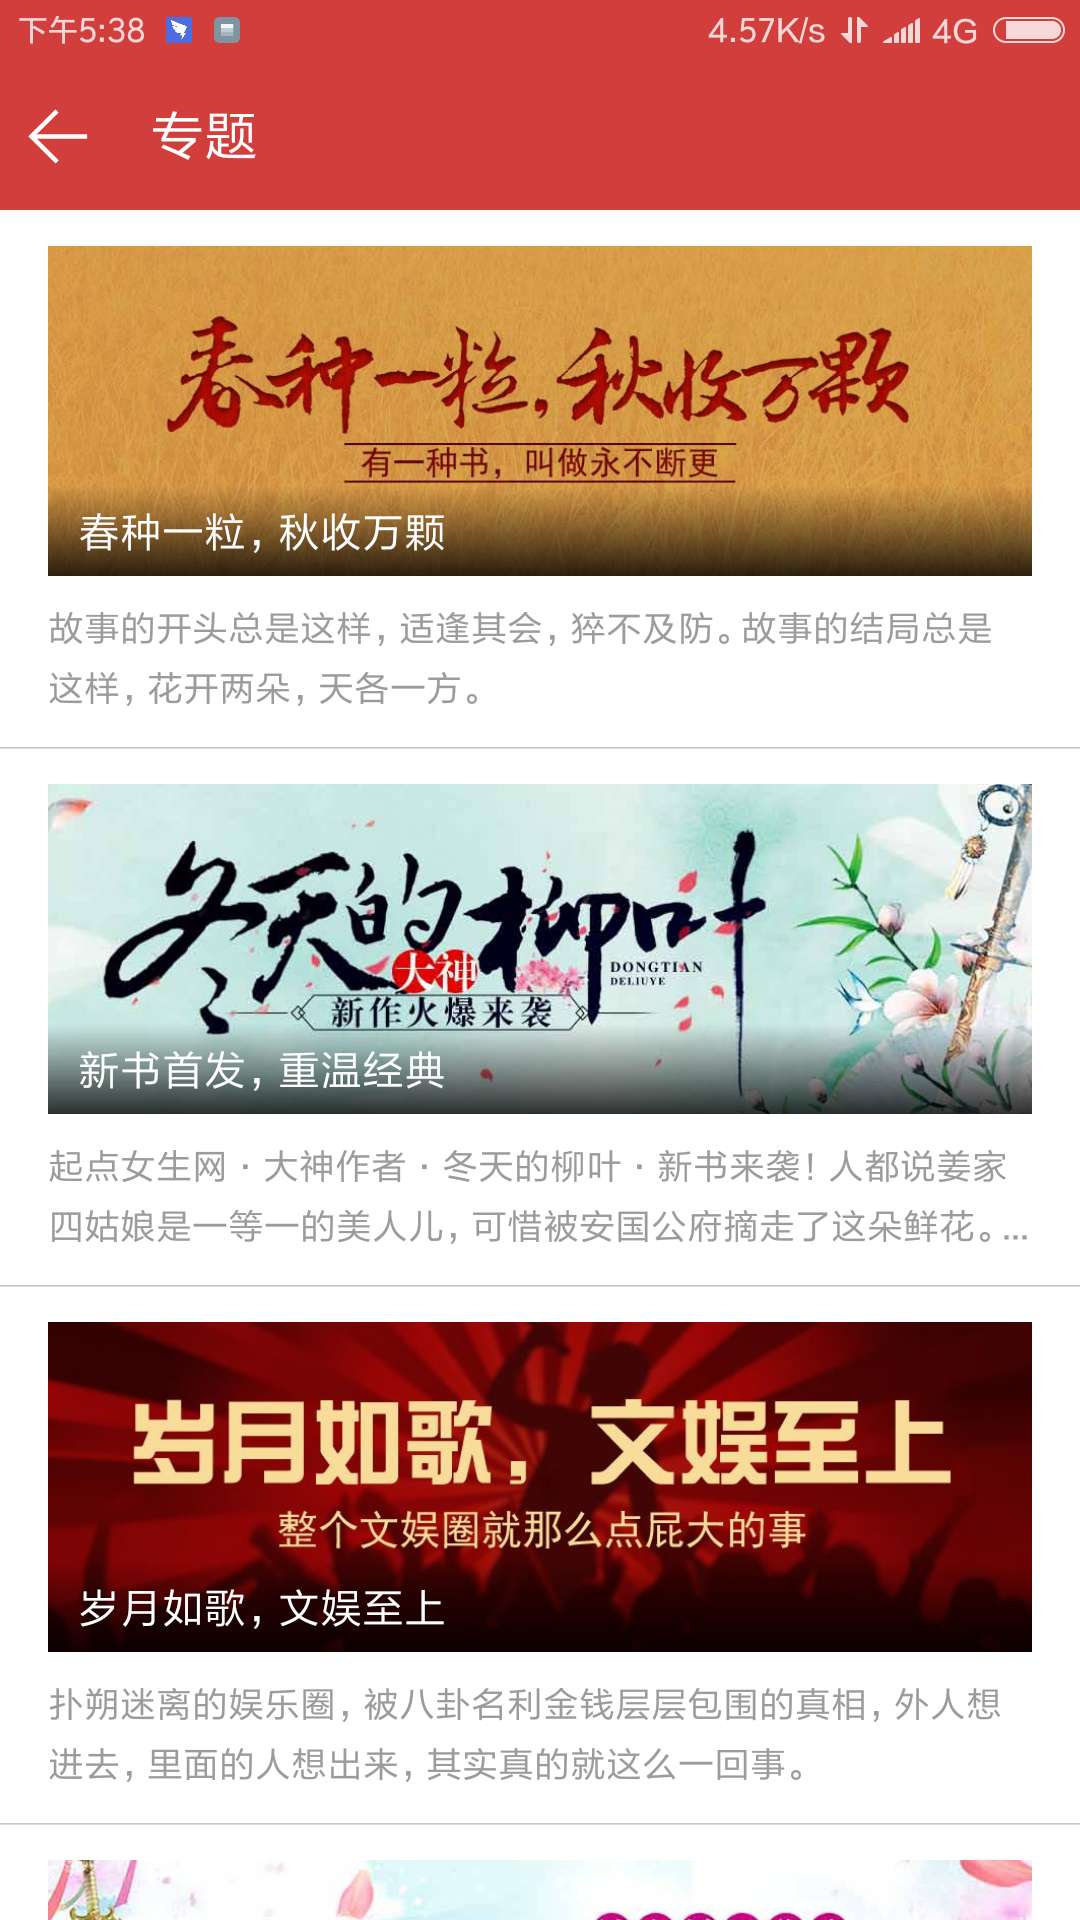 下午5:38
4.57K/s
4G
专题
春种一粒,秋收万颗
有一种书，叫做永不断更
春种一粒,秋收万颗
故事的开头总是这样,适逢其会,猝不及防。故事的结局总是
这样,花开两朵,天各一方。
冬天的柳叶
大神
DONGTIAN
DELIUYE
新作火爆来袭
新书首发,重温经典
起点女生网·大神作者·冬天的柳叶·新书来袭!人都说姜家
四姑娘是一等一的美人儿,可惜被安国公府摘走了这朵鲜花。...
岁月如歌，文娱至上
整个文娱圈就那么点屁大的事
岁月如歌,文娱至上
扑朔迷离的娱乐圈,被八卦名利金钱层层包围的真相,外人想
进去,里面的人想出来,其实真的就这么一回事。